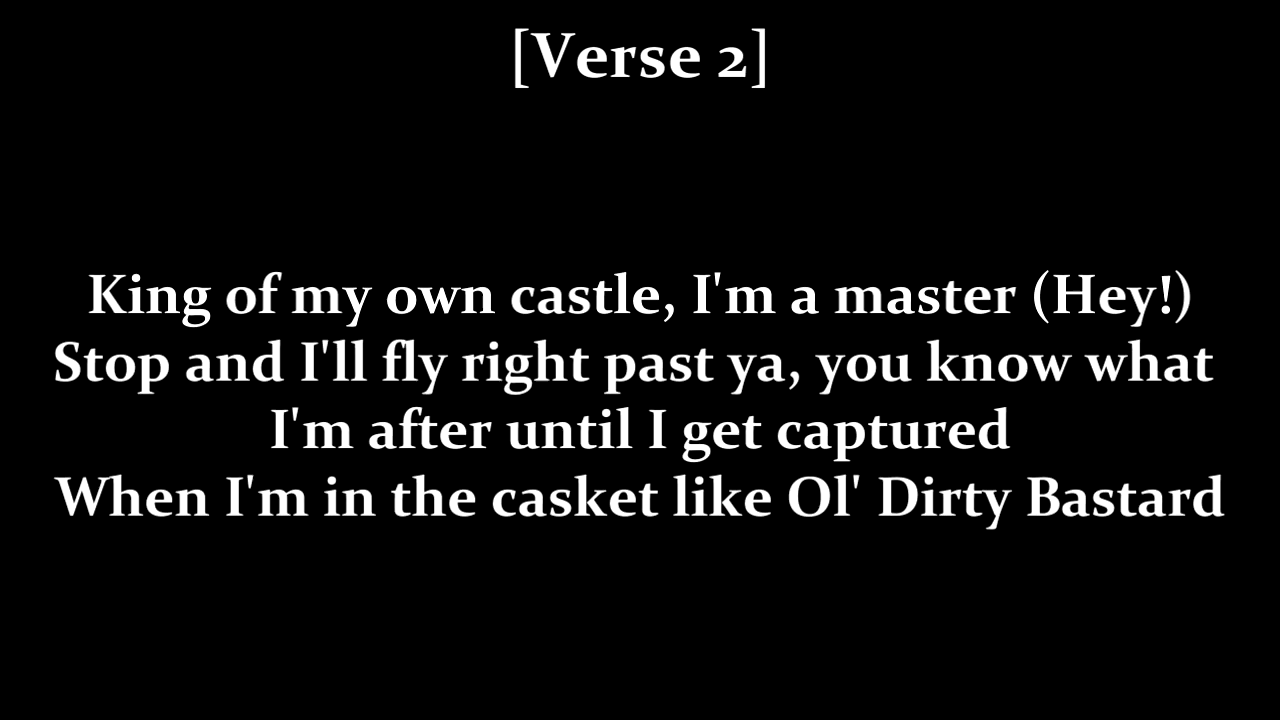 [Verse 2]
King of my own castle, I'm a master (Hey!)
Stop and I'll fly right past ya, you know what
I'm after until I get captured
When I'm in the casket like Ol' Dirty Bastard